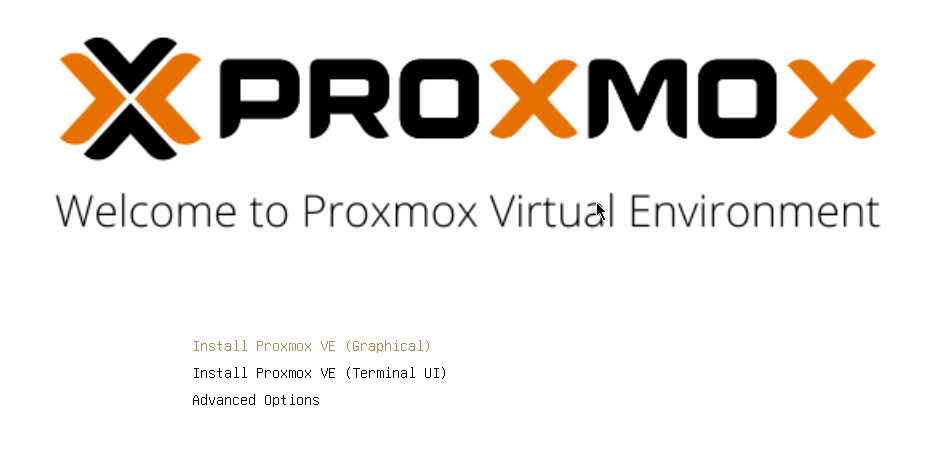 PROXMOX
Welcome to Proxmox Virtual Environment
Install Proxmox VE (Graphical)
Install Proxmox VE (Terminal UI)
Advanced Options